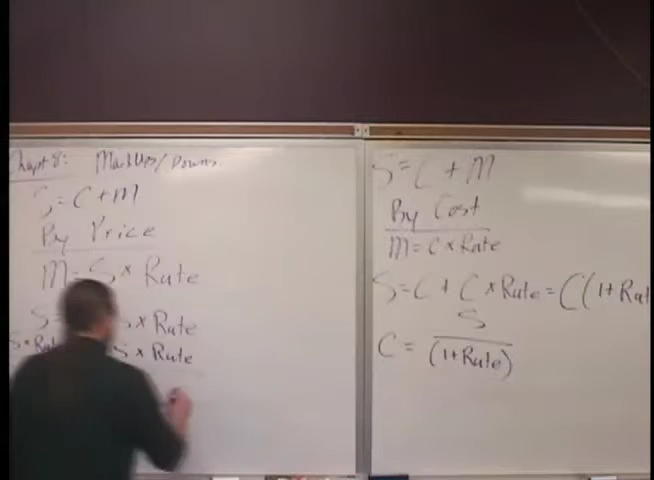 Chapt 8: MarkUps/Downs
S = C + M
By Price
M = S × Rate
S × Rate
S × Rate
S = C + M
By Cost
M = C × Rate
S = C + C × Rate = C(1 + Rat
C = S
(1 + Rate)